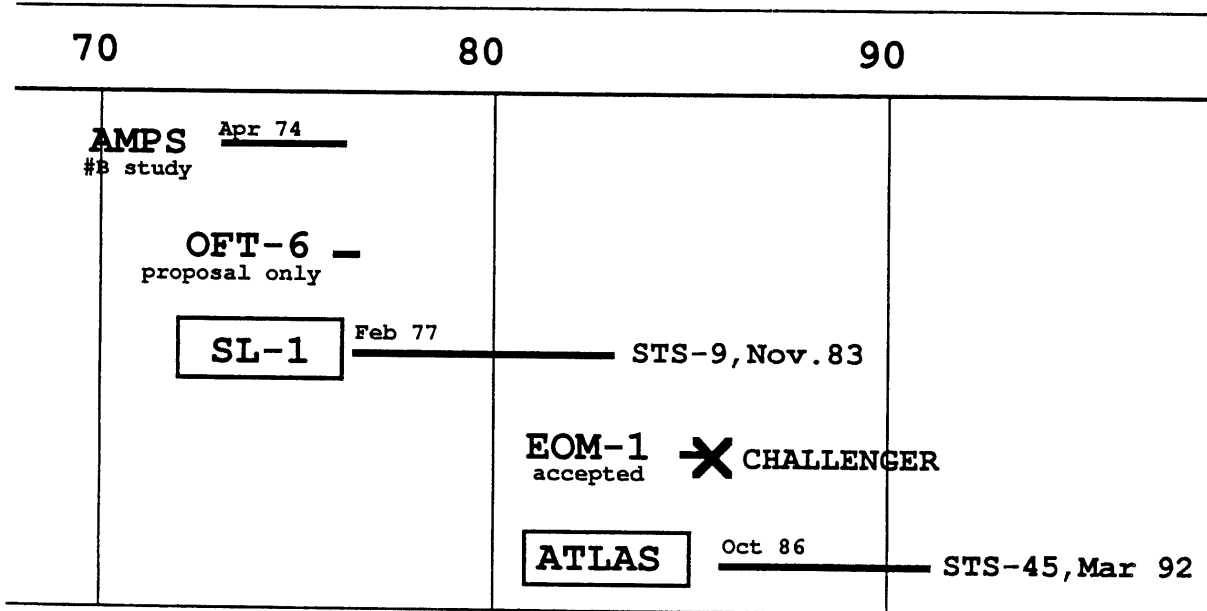 70 80 90
AMPS Apr 74
#B study
OFT-6
proposal only
SL-1 Feb 77 STS-9,Nov.83
EOM-1 CHALLENGER
accepted
ATLAS Oct 86 STS-45,Mar 92